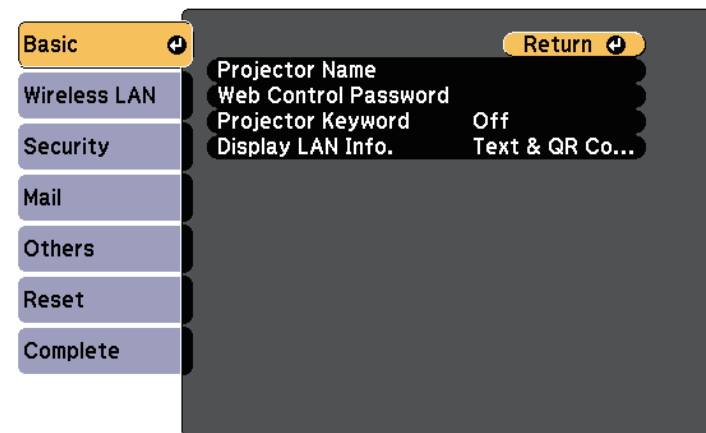 Basic
Wireless LAN
Security
Mail
Others
Reset
Complete
Return
Projector Name
Web Control Password
Projector Keyword Off
Display LAN Info. Text & QR Co...